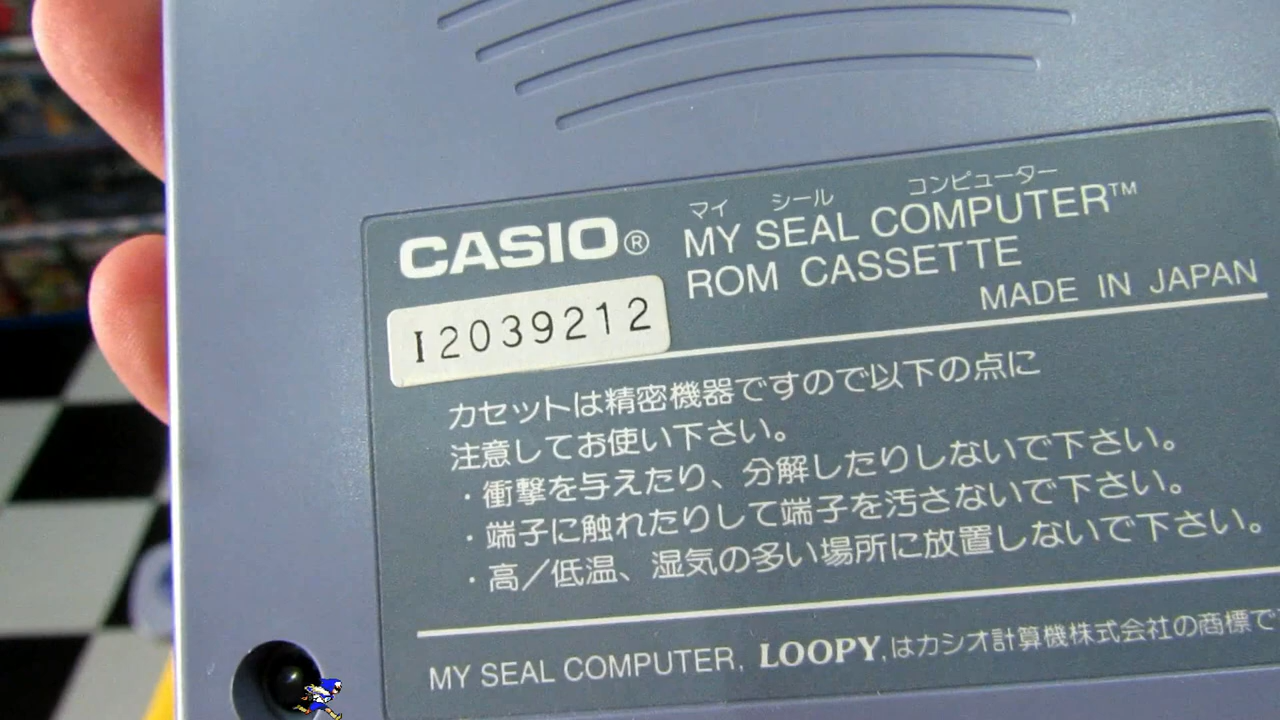 マイ シール コンピューター
CASIO® MY SEAL COMPUTER™
ROM CASSETTE
MADE IN JAPAN
I2039212
カセットは精密機器ですので以下の点に
注意してお使い下さい。
・衝撃を与えたり、分解したりしないで下さい。
・端子に触れたりして端子を汚さないで下さい。
・高／低温、湿気の多い場所に放置しないで下さい。
MY SEAL COMPUTER, LOOPY,はカシオ計算機株式会社の商標で